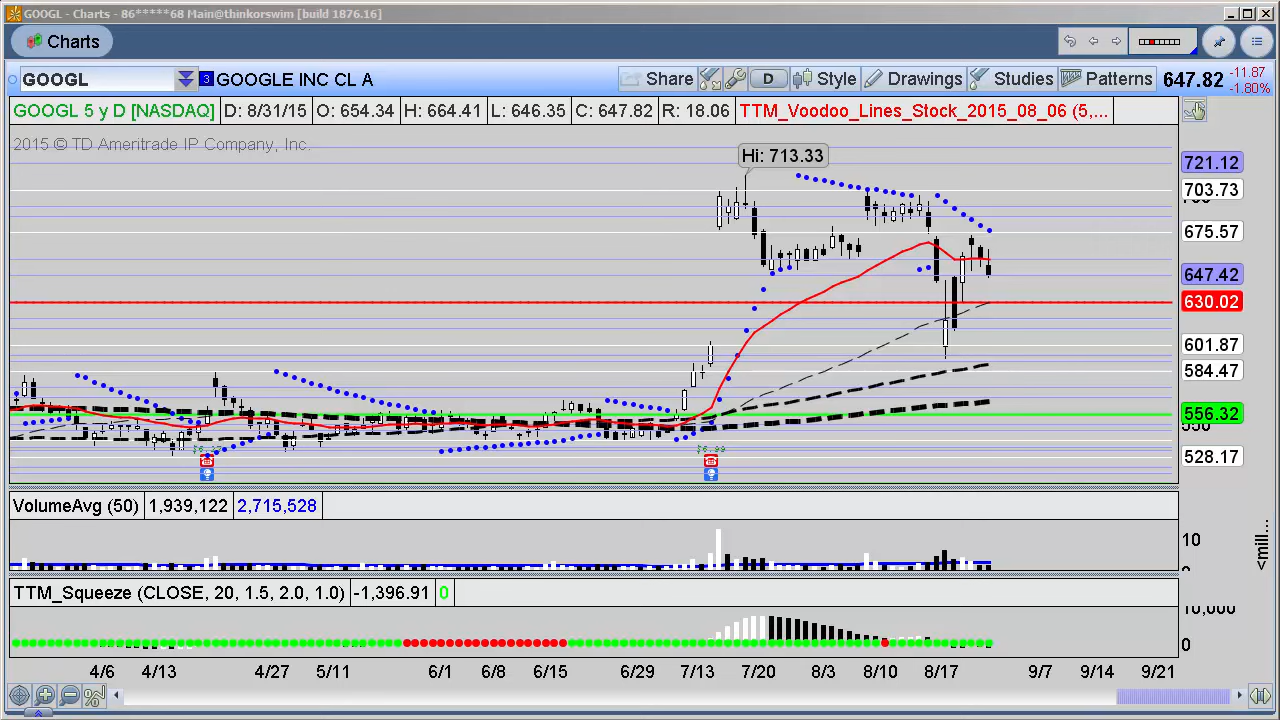 GOOGL - Charts - 86*****68 Main@thinkorswim [build 1876.16]
Charts
GOOGL 3 GOOGLE INC CL A Share D Style Drawings Studies Patterns 647.82 -11.87 -1.80%
GOOGL 5 y D [NASDAQ] D: 8/31/15 O: 654.34 H: 664.41 L: 646.35 C: 647.82 R: 18.06 TTM_Voodoo_Lines_Stock_2015_08_06 (5,...
2015 © TD Ameritrade IP Company, Inc.
Hi: 713.33
721.12
703.73
675.57
647.42
630.02
601.87
584.47
556.32
550
528.17
$6.99
VolumeAvg (50) 1,939,122 2,715,528
10
<mill...
TTM_Squeeze (CLOSE, 20, 1.5, 2.0, 1.0) -1,396.91 0
10,000
0
4/6 4/13 4/27 5/11 6/1 6/8 6/15 6/29 7/13 7/20 8/3 8/10 8/17 9/7 9/14 9/21
%